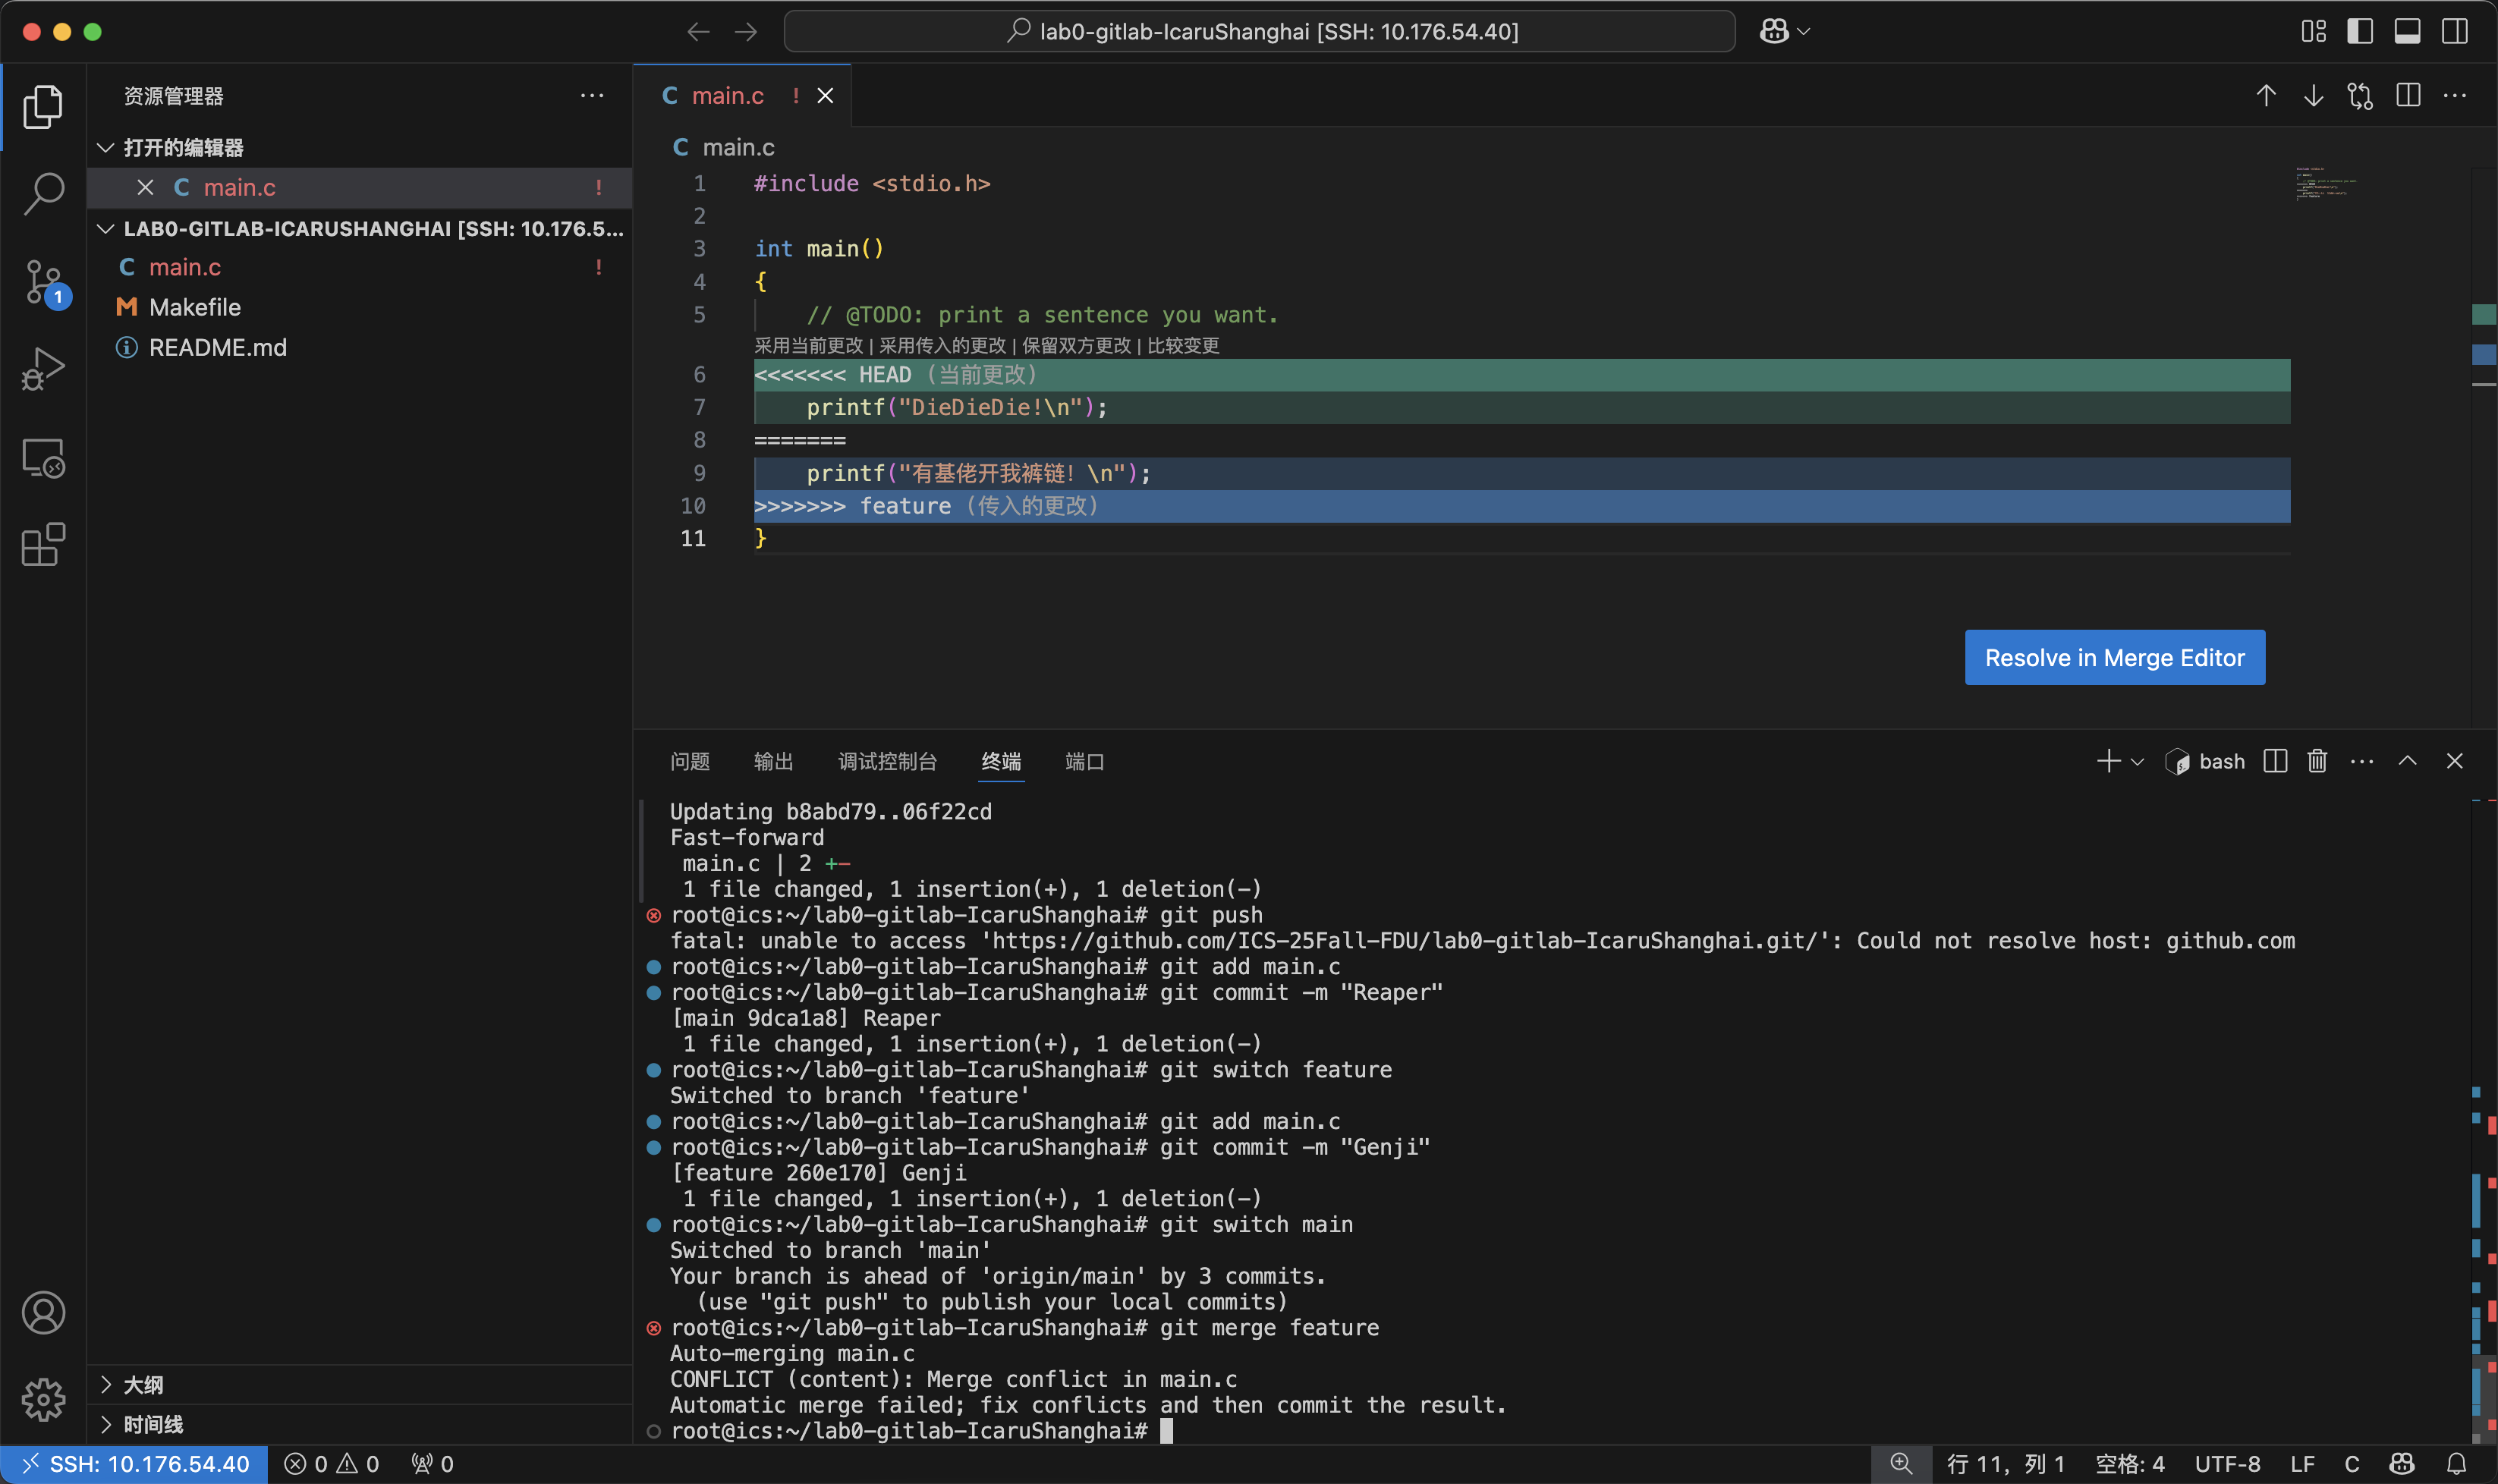 lab0-gitlab-IcaruShanghai [SSH: 10.176.54.40]
资源管理器
打开的编辑器
C main.c !
LAB0-GITLAB-ICARUSHANGHAI [SSH: 10.176.5...
C main.c !
M Makefile
README.md
1
大纲
时间线
C main.c !
C main.c
1 #include <stdio.h>
2
3 int main()
4 {
5 // @TODO: print a sentence you want.
采用当前更改 | 采用传入的更改 | 保留双方更改 | 比较变更
6 <<<<<<< HEAD (当前更改)
7 printf("DieDieDie!\n");
8 =======
9 printf("有基佬开我裤链! \n");
10 >>>>>>> feature (传入的更改)
11 }
Resolve in Merge Editor
问题 输出 调试控制台 终端 端口
bash
Updating b8abd79..06f22cd
Fast-forward
main.c | 2 +-
1 file changed, 1 insertion(+), 1 deletion(-)
root@ics:~/lab0-gitlab-IcaruShanghai# git push
fatal: unable to access 'https://github.com/ICS-25Fall-FDU/lab0-gitlab-IcaruShanghai.git/': Could not resolve host: github.com
root@ics:~/lab0-gitlab-IcaruShanghai# git add main.c
root@ics:~/lab0-gitlab-IcaruShanghai# git commit -m "Reaper"
[main 9dca1a8] Reaper
1 file changed, 1 insertion(+), 1 deletion(-)
root@ics:~/lab0-gitlab-IcaruShanghai# git switch feature
Switched to branch 'feature'
root@ics:~/lab0-gitlab-IcaruShanghai# git add main.c
root@ics:~/lab0-gitlab-IcaruShanghai# git commit -m "Genji"
[feature 260e170] Genji
1 file changed, 1 insertion(+), 1 deletion(-)
root@ics:~/lab0-gitlab-IcaruShanghai# git switch main
Switched to branch 'main'
Your branch is ahead of 'origin/main' by 3 commits.
(use "git push" to publish your local commits)
root@ics:~/lab0-gitlab-IcaruShanghai# git merge feature
Auto-merging main.c
CONFLICT (content): Merge conflict in main.c
Automatic merge failed; fix conflicts and then commit the result.
root@ics:~/lab0-gitlab-IcaruShanghai#
SSH: 10.176.54.40 0 0 0 行 11, 列 1 空格: 4 UTF-8 LF C